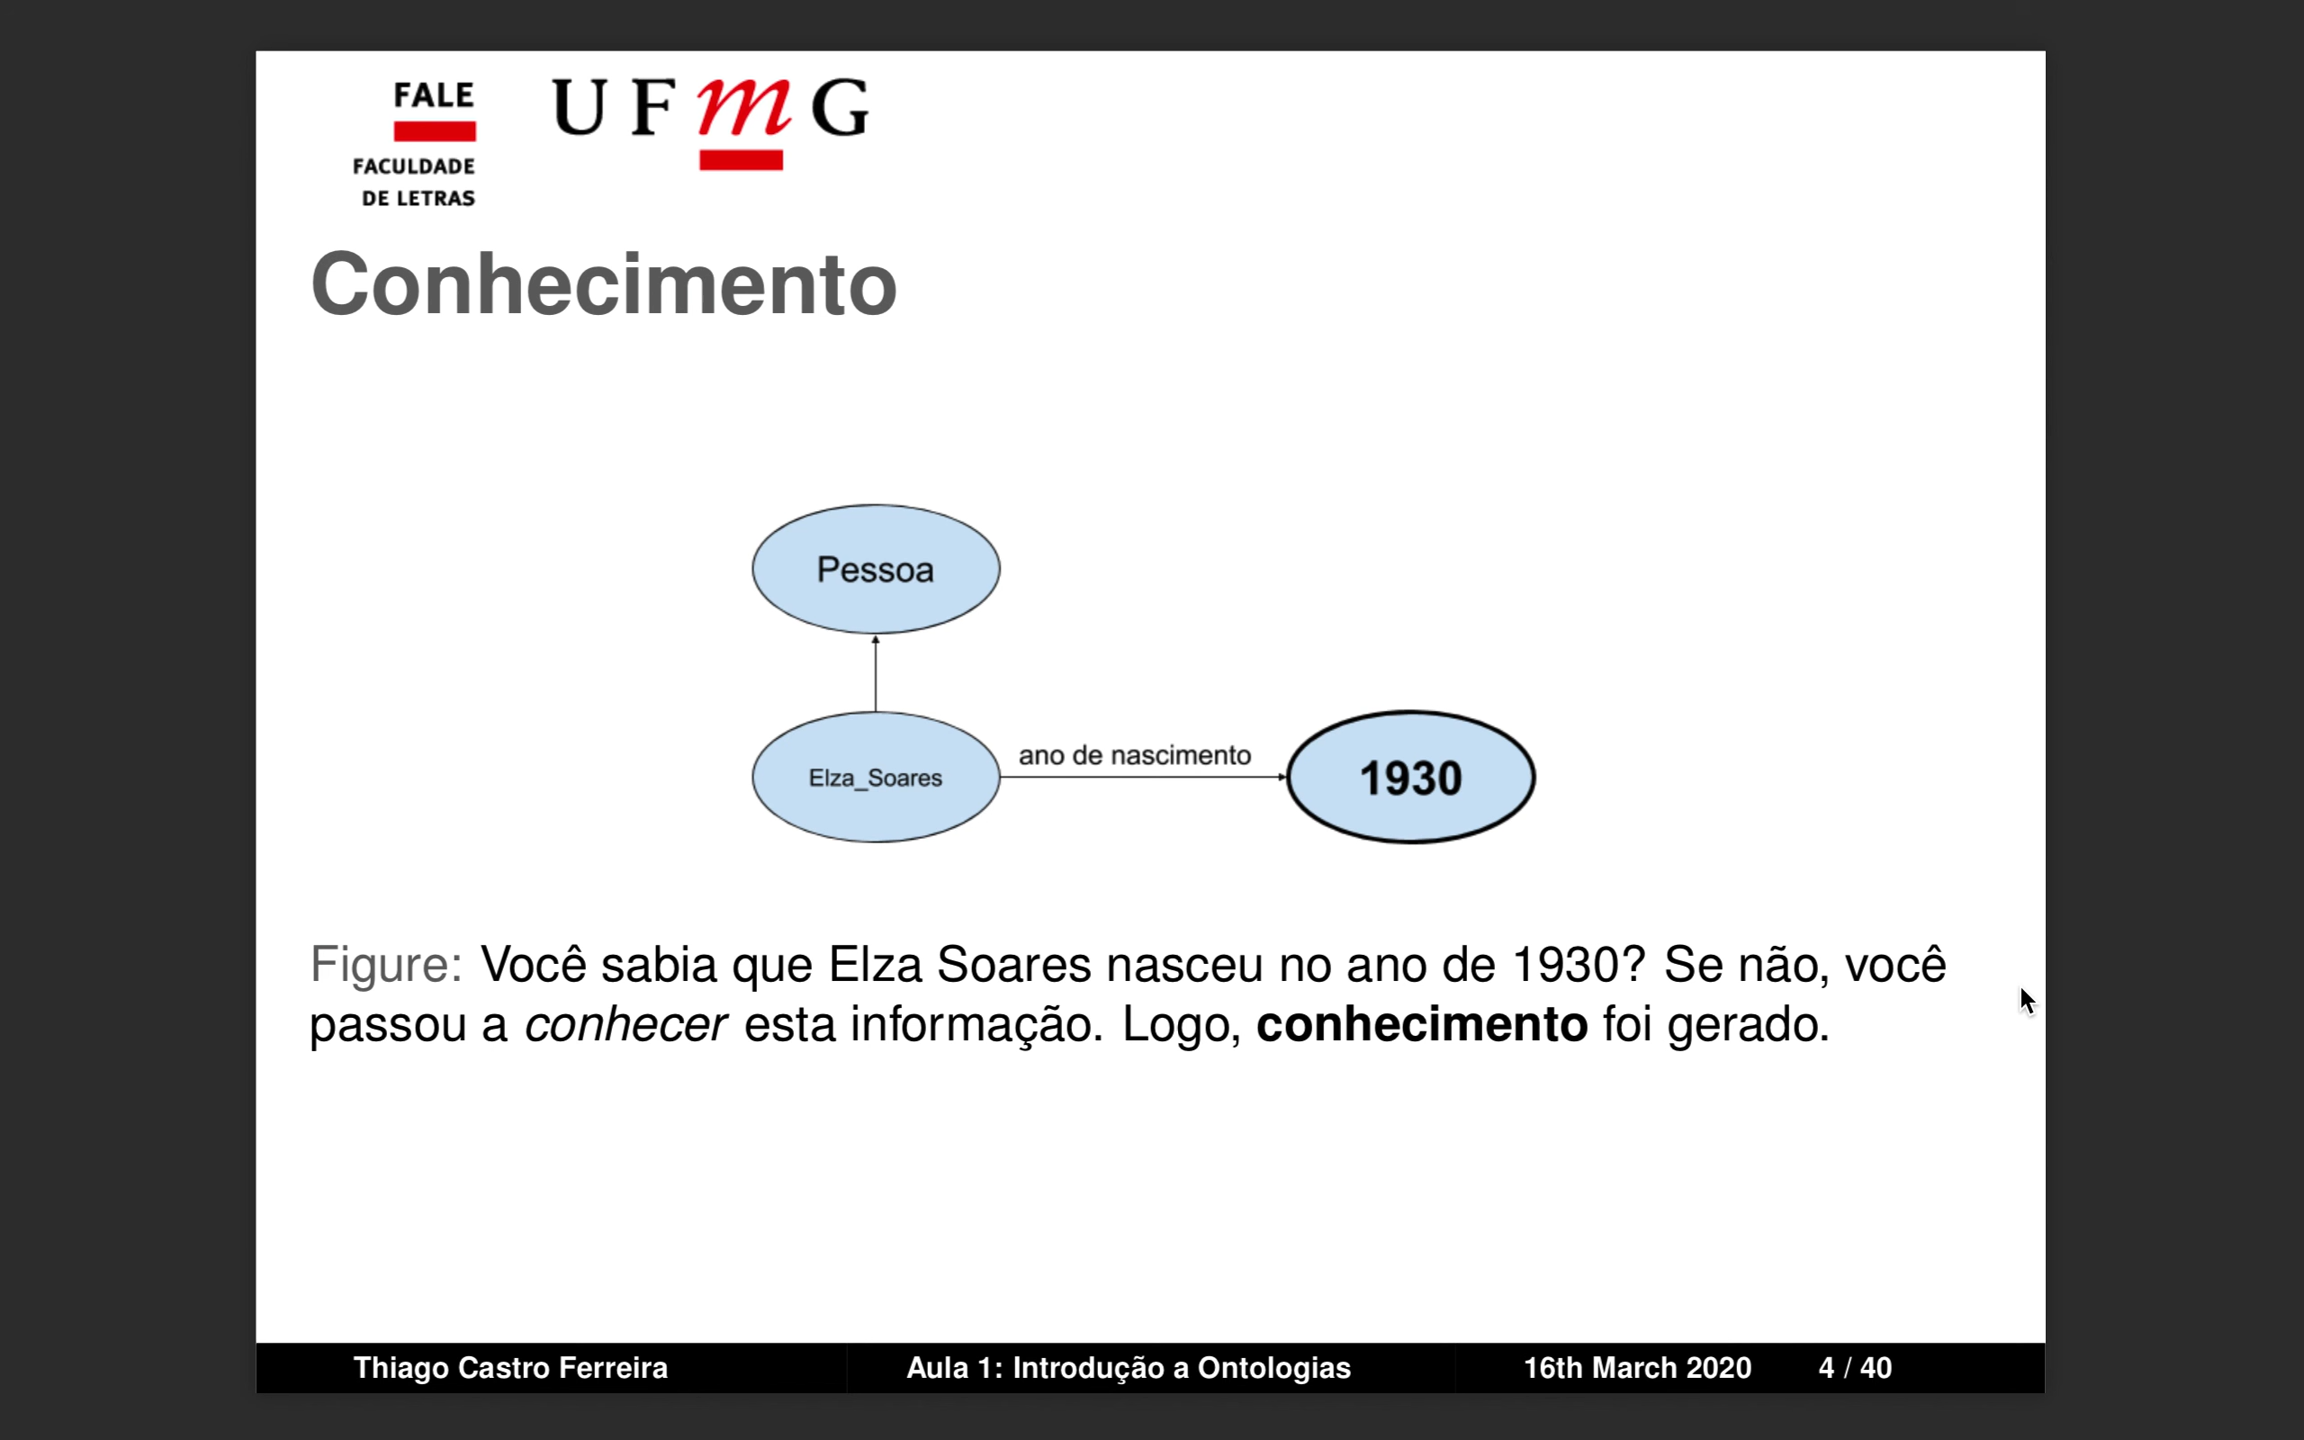 FALE
UFmG
FACULDADE
DE LETRAS
Conhecimento
Pessoa
Elza_Soares
ano de nascimento
1930
Figure: Você sabia que Elza Soares nasceu no ano de 1930? Se não, você
passou a conhecer esta informação. Logo, conhecimento foi gerado.
Thiago Castro Ferreira
Aula 1: Introdução a Ontologias
16th March 2020
4 / 40